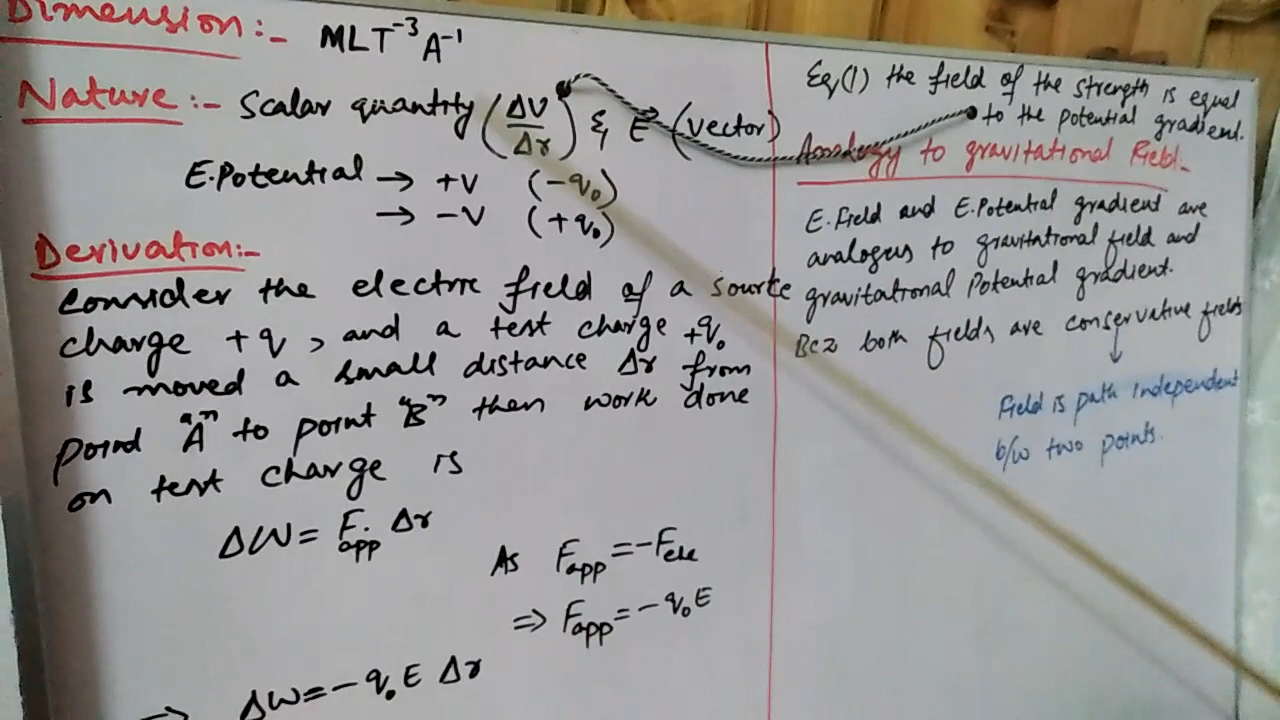 Dimension:- MLT⁻³A⁻¹
Nature:- Scalar quantity (ΔV/Δr) & E (vector)
E.Potential → +V (-q₀)
→ -V (+q₀)
Derivation:-
Consider the electric field of a source
charge +q, and a test charge +q₀
is moved a small distance Δr from
point "A" to point "B" then work done
on test charge is
ΔW = F_app . Δr
As F_app = -F_ele
⇒ F_app = -q₀E
⇒ ΔW = -q₀ E Δr
Eq(1) the field of the strength is equal
to the potential gradient.
to gravitational Field.
E.Field and E.Potential gradient are
analogus to gravitational field and
gravitational Potential gradient.
Bcz both fields are conservative fields
↓
Field is path independent
b/w two points.